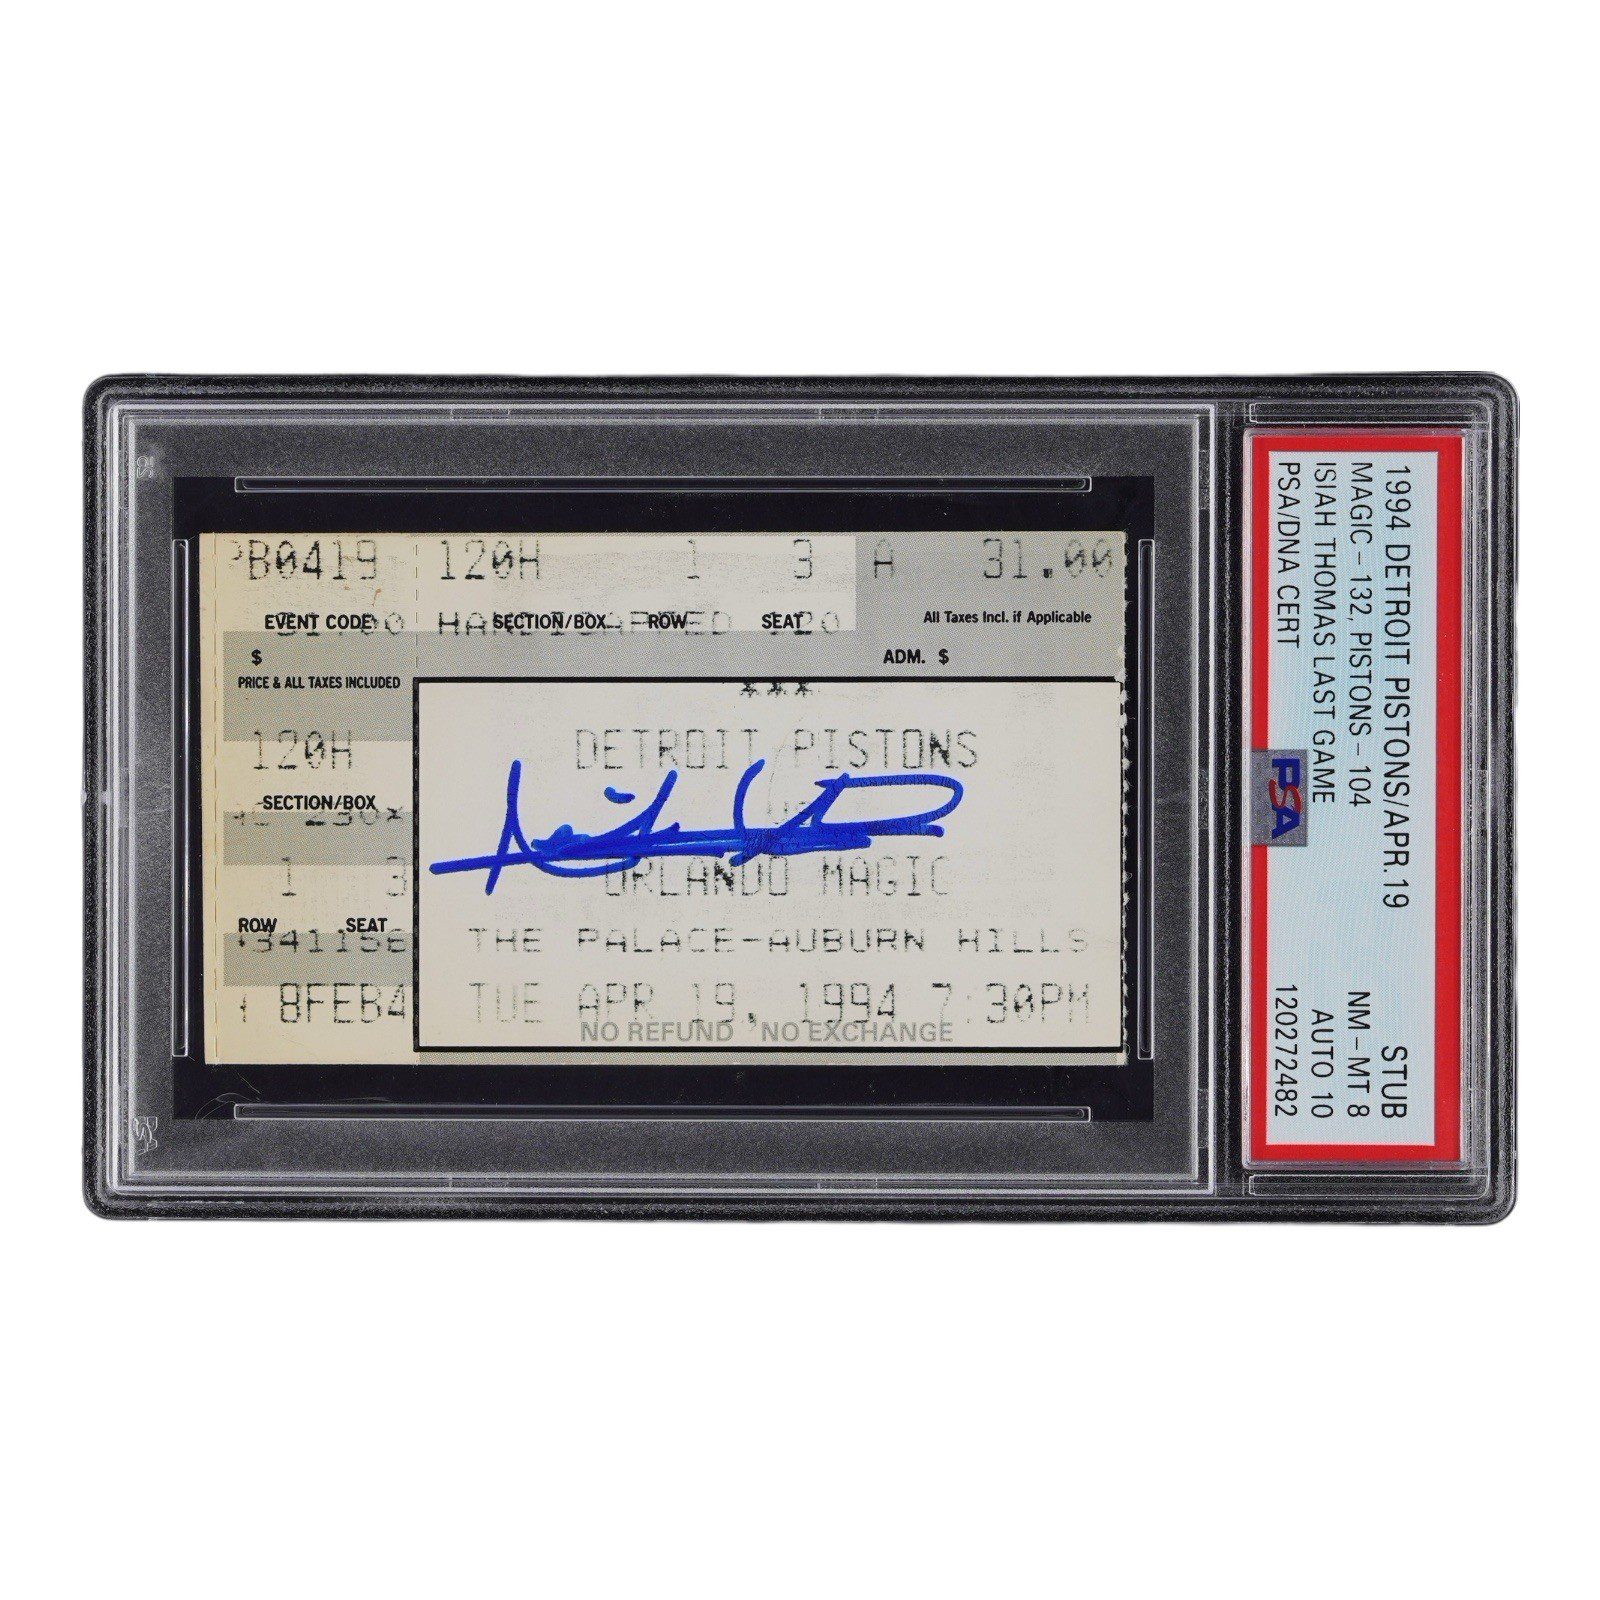 PB0419 120H 1 3 A 31.00
EVENT CODE SECTION/BOX ROW SEAT All Taxes Incl. if Applicable
$ ADM. $
PRICE & ALL TAXES INCLUDED
***
120H DETROIT PISTONS
SECTION/BOX
1 3 ORLANDO MAGIC
ROW SEAT
THE PALACE-AUBURN HILLS
8FEB4 TUE APR 19, 1994 7:30PM
NO REFUND NO EXCHANGE
1994 DETROIT PISTONS/APR.19 STUB
MAGIC-132, PISTONS-104 NM-MT 8
ISIAH THOMAS LAST GAME AUTO 10
PSA/DNA CERT 120272482
PSA